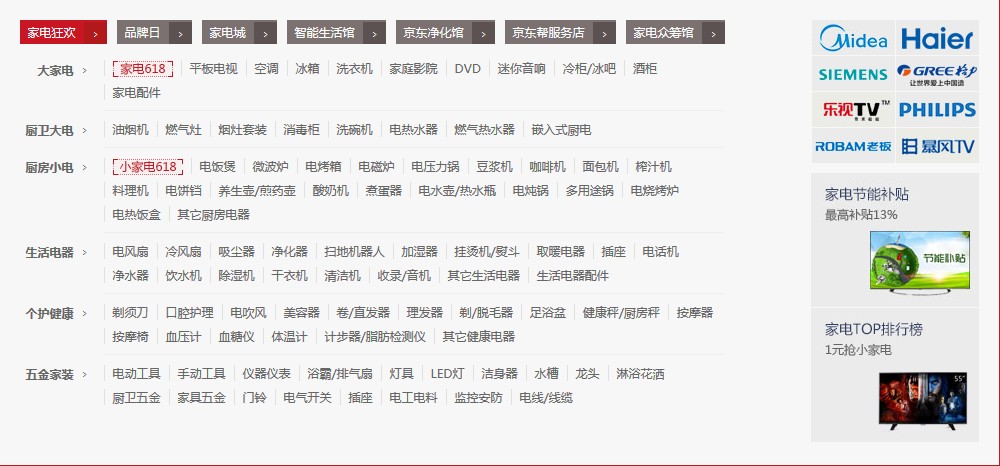 家电狂欢 > 品牌日 > 家电城 > 智能生活馆 > 京东净化馆 > 京东帮服务店 > 家电众筹馆 >
大家电 > 家电618 平板电视 空调 冰箱 洗衣机 家庭影院 DVD 迷你音响 冷柜/冰吧 酒柜
家电配件
厨卫大电 > 油烟机 燃气灶 烟灶套装 消毒柜 洗碗机 电热水器 燃气热水器 嵌入式厨电
厨房小电 > 小家电618 电饭煲 微波炉 电烤箱 电磁炉 电压力锅 豆浆机 咖啡机 面包机 榨汁机
料理机 电饼铛 养生壶/煎药壶 酸奶机 煮蛋器 电水壶/热水瓶 电炖锅 多用途锅 电烧烤炉
电热饭盒 其它厨房电器
生活电器 > 电风扇 冷风扇 吸尘器 净化器 扫地机器人 加湿器 挂烫机/熨斗 取暖电器 插座 电话机
净水器 饮水机 除湿机 干衣机 清洁机 收录/音机 其它生活电器 生活电器配件
个护健康 > 剃须刀 口腔护理 电吹风 美容器 卷/直发器 理发器 剃/脱毛器 足浴盆 健康秤/厨房秤 按摩器
按摩椅 血压计 血糖仪 体温计 计步器/脂肪检测仪 其它健康电器
五金家装 > 电动工具 手动工具 仪器仪表 浴霸/排气扇 灯具 LED灯 洁身器 水槽 龙头 淋浴花洒
厨卫五金 家具五金 门铃 电气开关 插座 电工电料 监控安防 电线/线缆
Midea Haier
SIEMENS GREE格力
让世界爱上中国造
乐视TV™ PHILIPS
ROBAM老板 暴风TV
家电节能补贴
最高补贴13%
节能补贴
家电TOP排行榜
1元抢小家电
55"